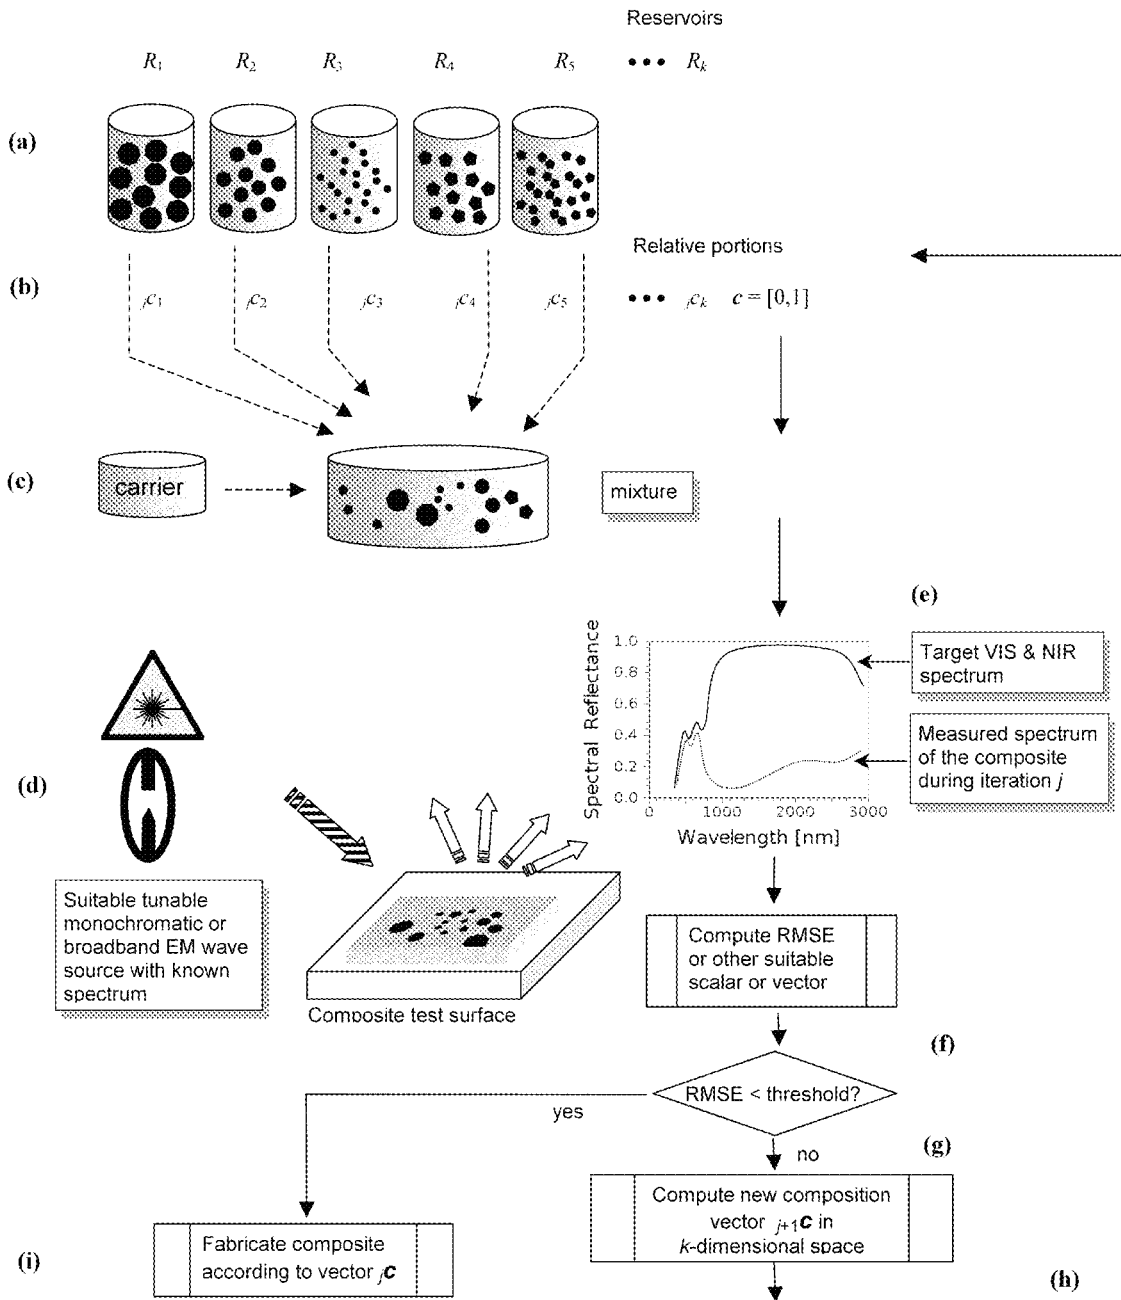 Reservoirs
R1 R2 R3 R4 R5 ••• Rk
(a)
Relative portions
(b)
jc1 jc2 jc3 jc4 jc5 ••• jck c = [0,1]
(c)
carrier
mixture
(e)
Spectral Reflectance
1.0
0.8
0.6
0.4
0.2
0.0
0 1000 2000 3000
Wavelength [nm]
Target VIS & NIR
spectrum
Measured spectrum
of the composite
during iteration j
(d)
Suitable tunable
monochromatic or
broadband EM wave
source with known
spectrum
Composite test surface
Compute RMSE
or other suitable
scalar or vector
(f)
RMSE < threshold?
yes
no
(g)
Compute new composition
vector j+1c in
k-dimensional space
Fabricate composite
according to vector jc
(i)
(h)